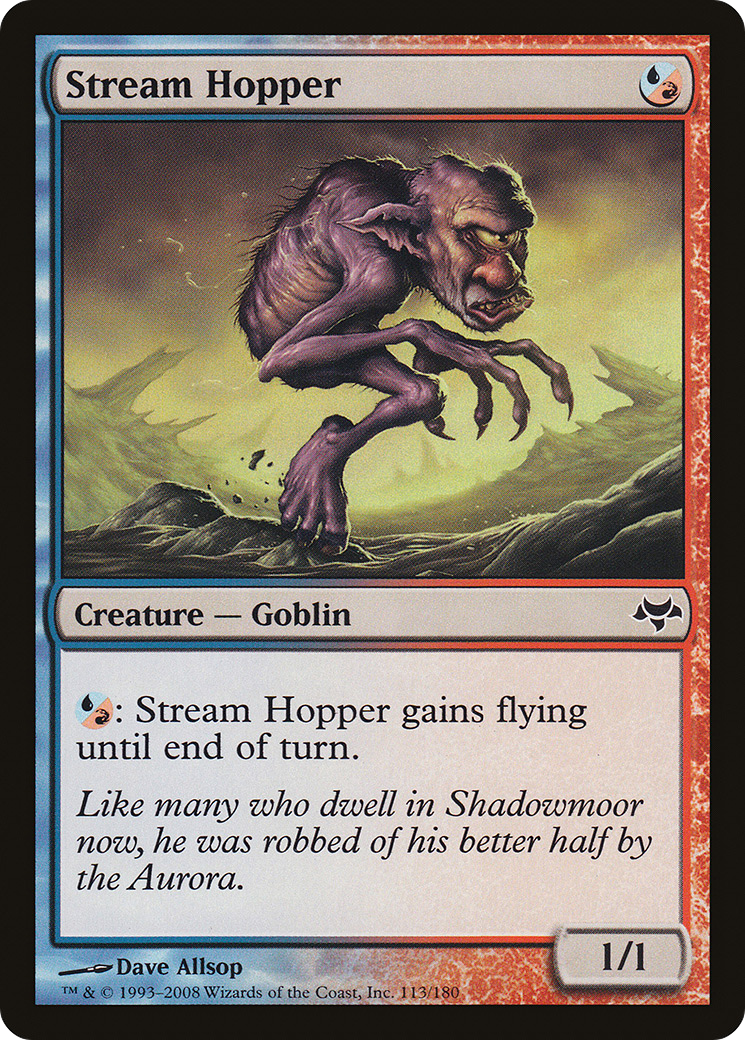 Stream Hopper
Creature — Goblin
: Stream Hopper gains flying
until end of turn.
Like many who dwell in Shadowmoor
now, he was robbed of his better half by
the Aurora.
1/1
Dave Allsop
™ & © 1993–2008 Wizards of the Coast, Inc. 113/180